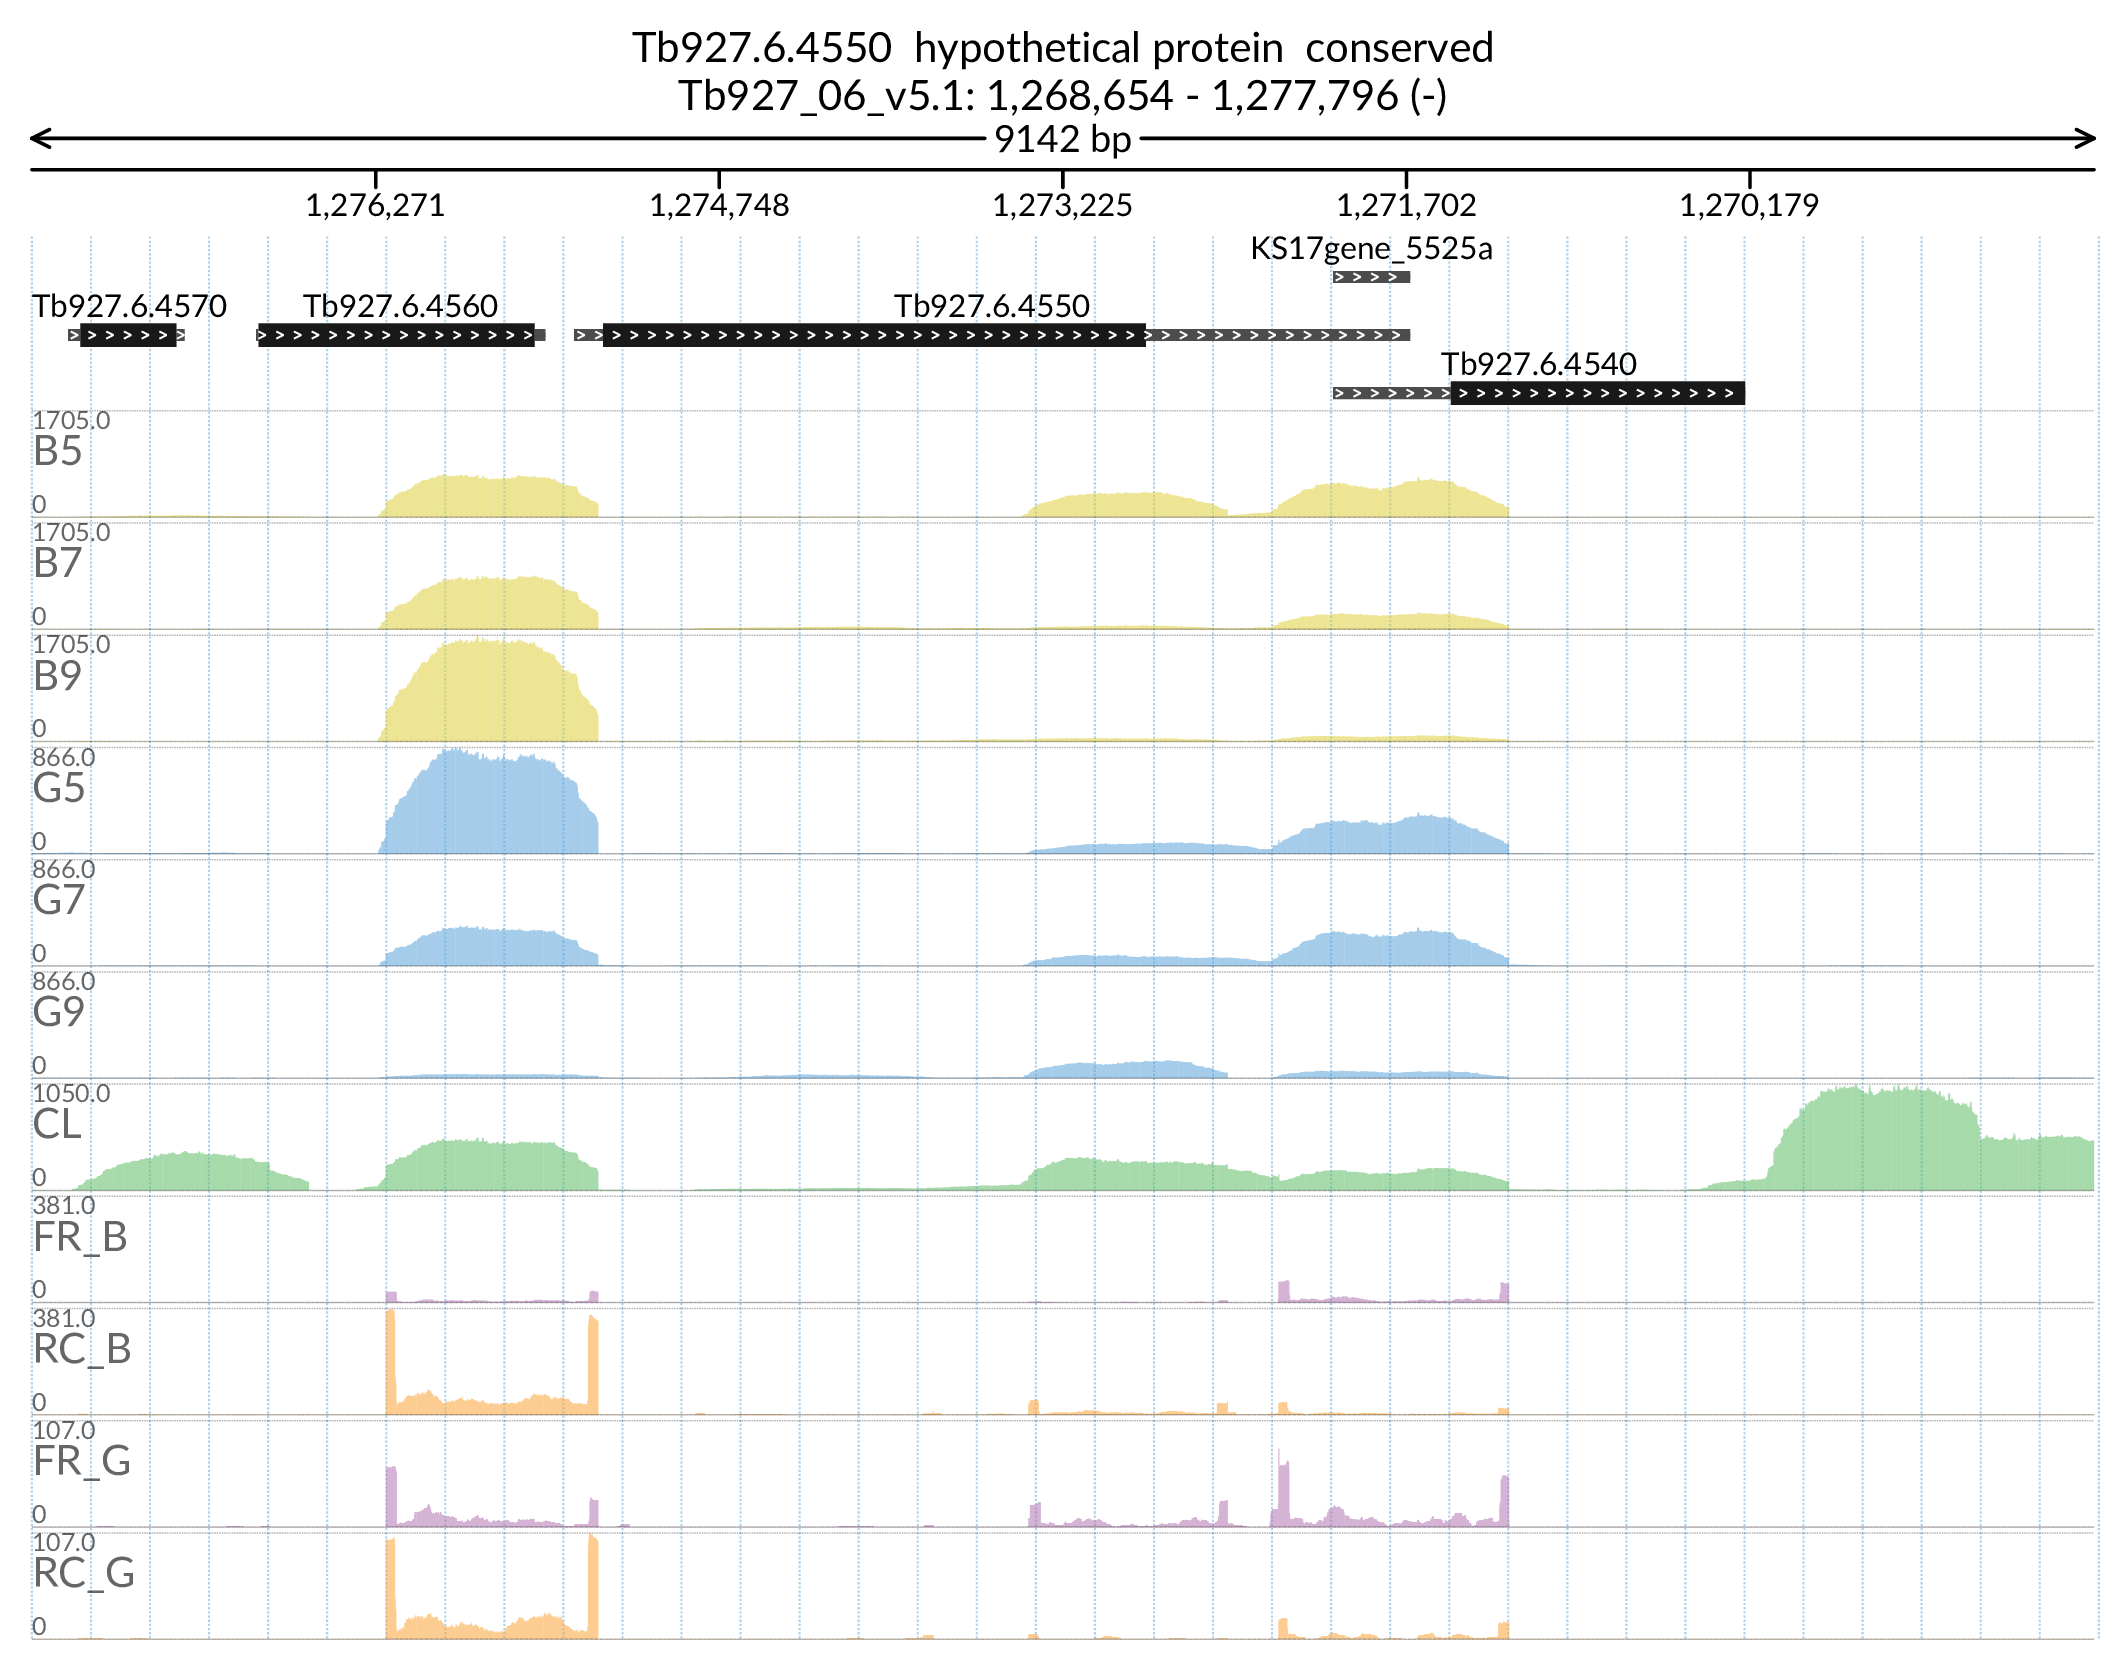 Tb927.6.4550  hypothetical protein  conserved
Tb927_06_v5.1: 1,268,654 - 1,277,796 (-)
9142 bp
1,276,271 1,274,748 1,273,225 1,271,702 1,270,179
KS17gene_5525a
Tb927.6.4570 Tb927.6.4560 Tb927.6.4550
Tb927.6.4540
1705.0
B5
0
1705.0
B7
0
1705.0
B9
0
866.0
G5
0
866.0
G7
0
866.0
G9
0
1050.0
CL
0
381.0
FR_B
0
381.0
RC_B
0
107.0
FR_G
0
107.0
RC_G
0